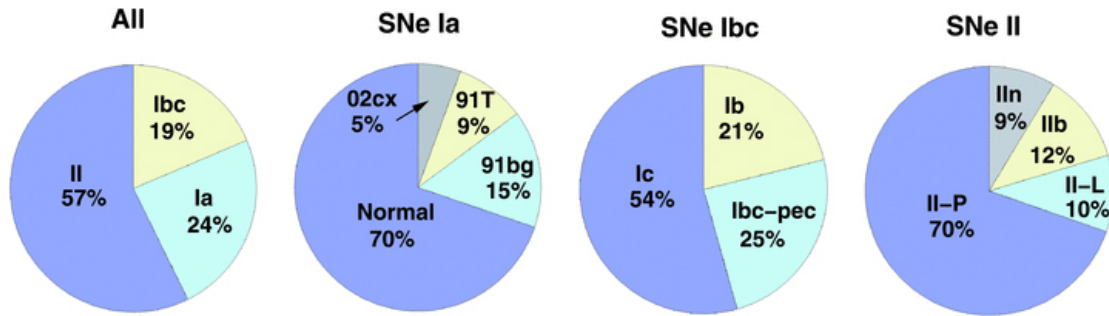 All
Ibc
19%
II
57%
Ia
24%
SNe Ia
02cx
5%
91T
9%
91bg
15%
Normal
70%
SNe Ibc
Ib
21%
Ic
54%
Ibc–pec
25%
SNe II
IIn
9%
IIb
12%
II–L
10%
II–P
70%